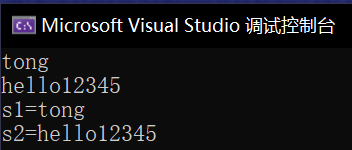 Microsoft Visual Studio 调试控制台
tong
hello12345
s1=tong
s2=hello12345